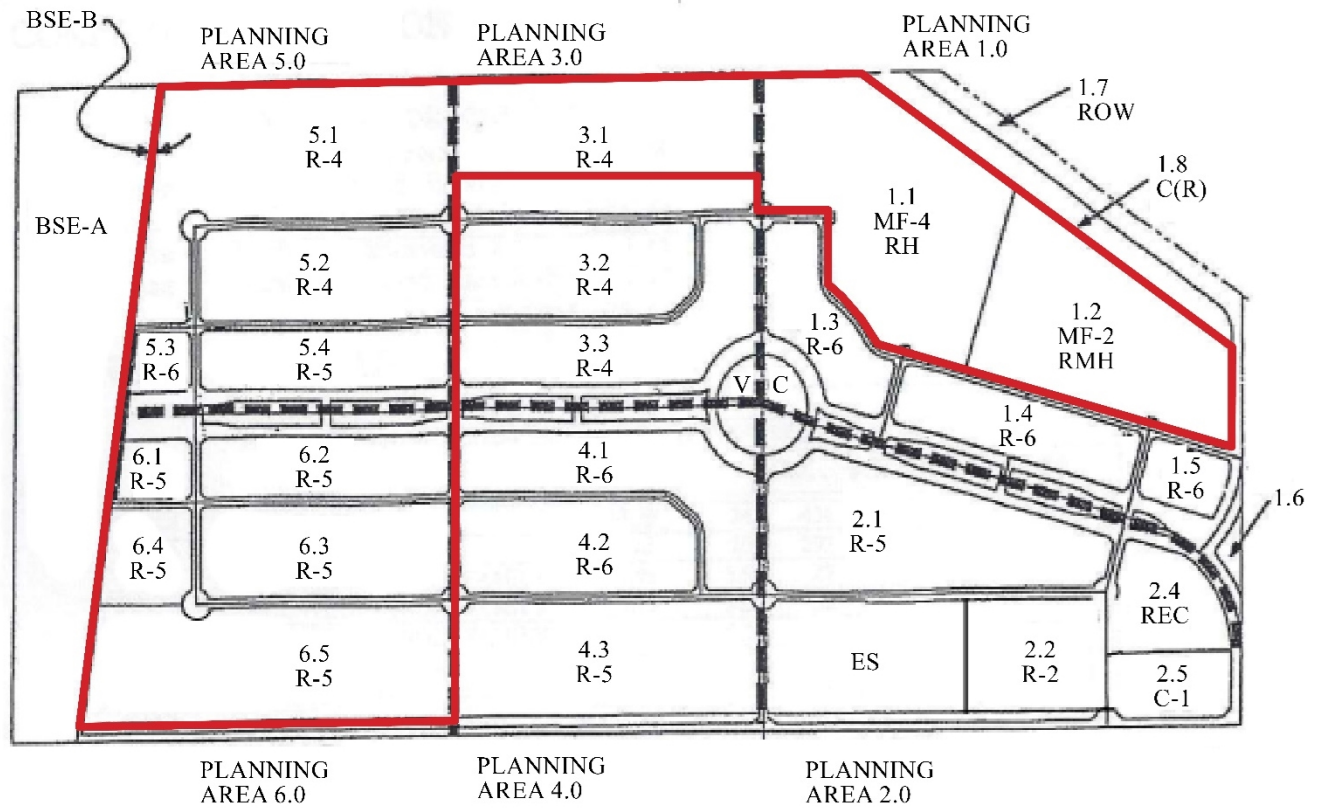 BSE-B
PLANNING
AREA 5.0
PLANNING
AREA 3.0
PLANNING
AREA 1.0
1.7
ROW
1.8
C(R)
5.1
R-4
3.1
R-4
1.1
MF-4
RH
BSE-A
5.2
R-4
3.2
R-4
1.2
MF-2
RMH
5.3
R-6
5.4
R-5
3.3
R-4
1.3
R-6
V C
1.4
R-6
6.1
R-5
6.2
R-5
4.1
R-6
1.5
R-6
1.6
6.4
R-5
6.3
R-5
4.2
R-6
2.1
R-5
2.4
REC
6.5
R-5
4.3
R-5
ES
2.2
R-2
2.5
C-1
PLANNING
AREA 6.0
PLANNING
AREA 4.0
PLANNING
AREA 2.0